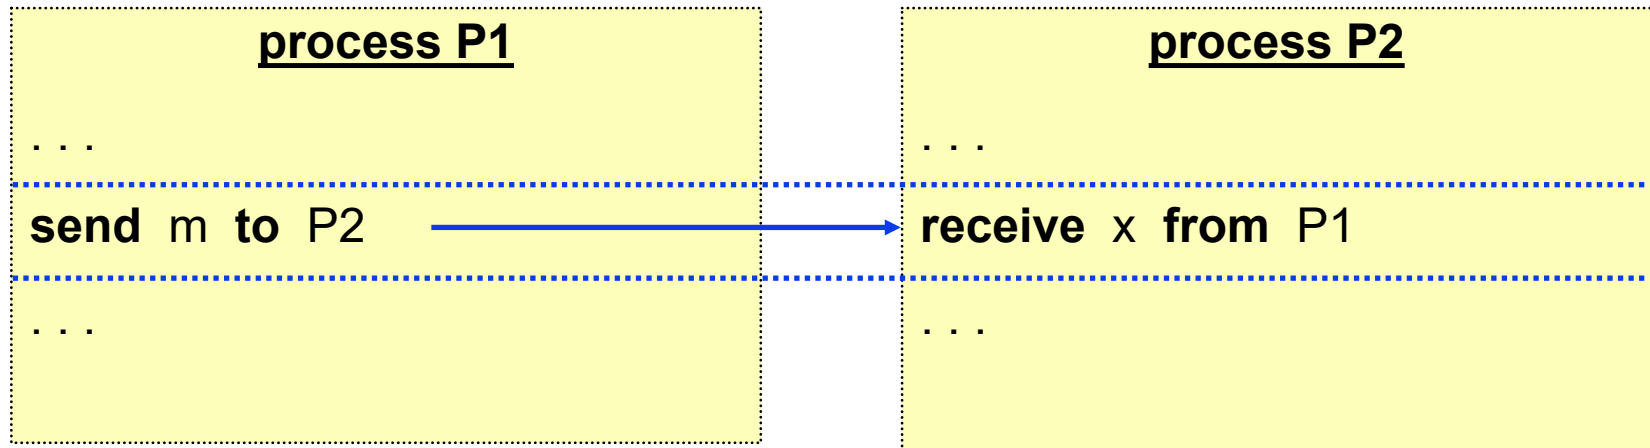 process P1
. . .
send m to P2
. . .
process P2
. . .
receive x from P1
. . .